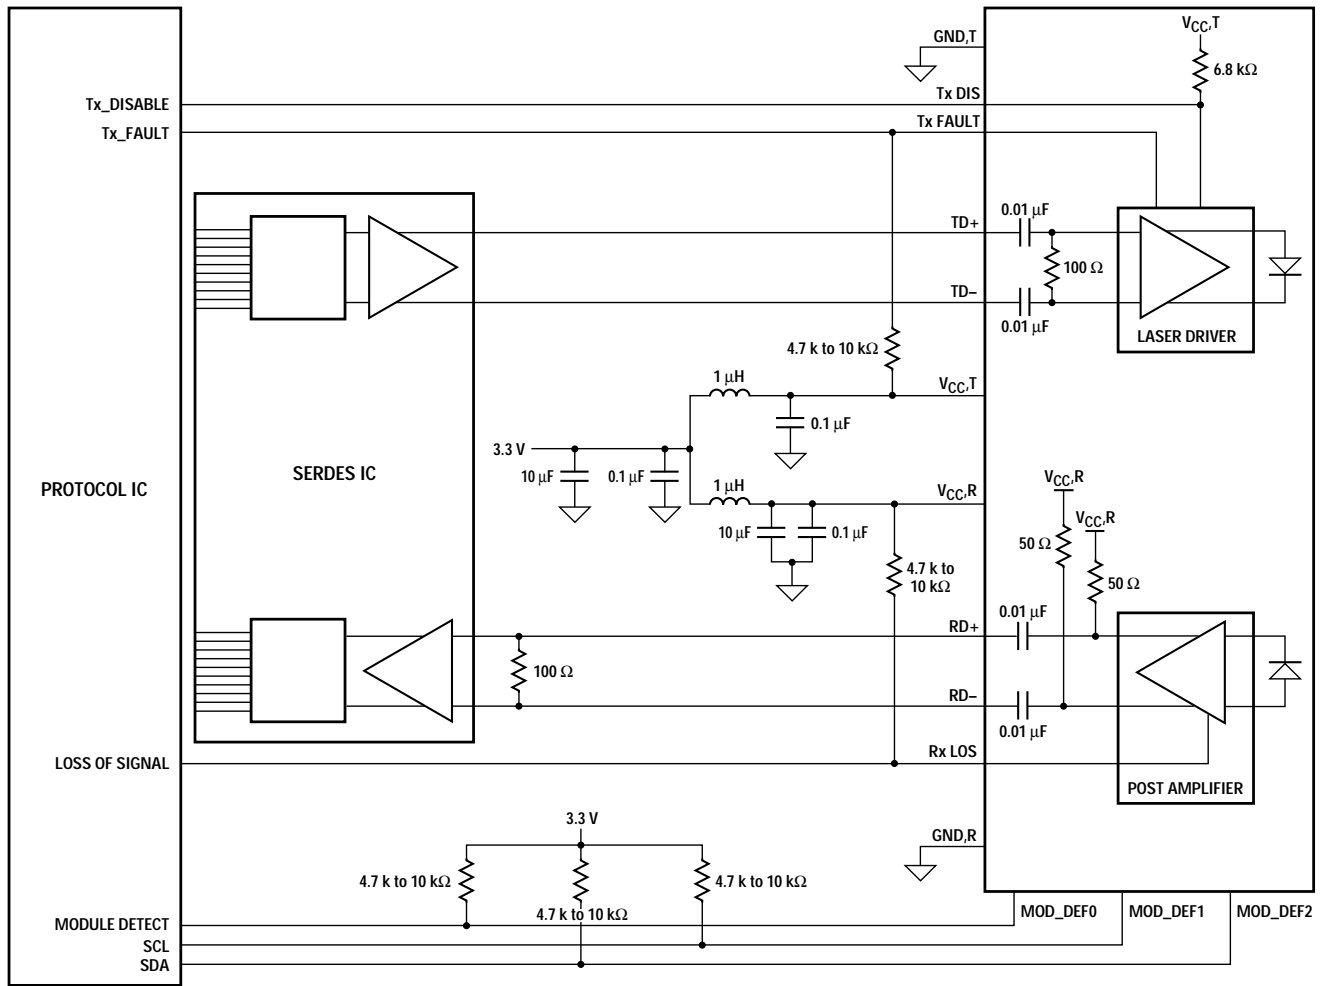 V_CC,T
GND,T
6.8 kΩ
Tx_DISABLE
Tx DIS
Tx_FAULT
Tx FAULT
0.01 µF
TD+
100 Ω
TD–
0.01 µF
LASER DRIVER
4.7 k to 10 kΩ
1 µH
V_CC,T
0.1 µF
3.3 V
10 µF
0.1 µF
PROTOCOL IC
SERDES IC
1 µH
V_CC,R
V_CC,R
V_CC,R
10 µF
0.1 µF
50 Ω
4.7 k to
10 kΩ
50 Ω
0.01 µF
RD+
100 Ω
RD–
0.01 µF
LOSS OF SIGNAL
Rx LOS
POST AMPLIFIER
3.3 V
GND,R
4.7 k to 10 kΩ
4.7 k to 10 kΩ
4.7 k to 10 kΩ
MOD_DEF0
MOD_DEF1
MOD_DEF2
MODULE DETECT
SCL
SDA